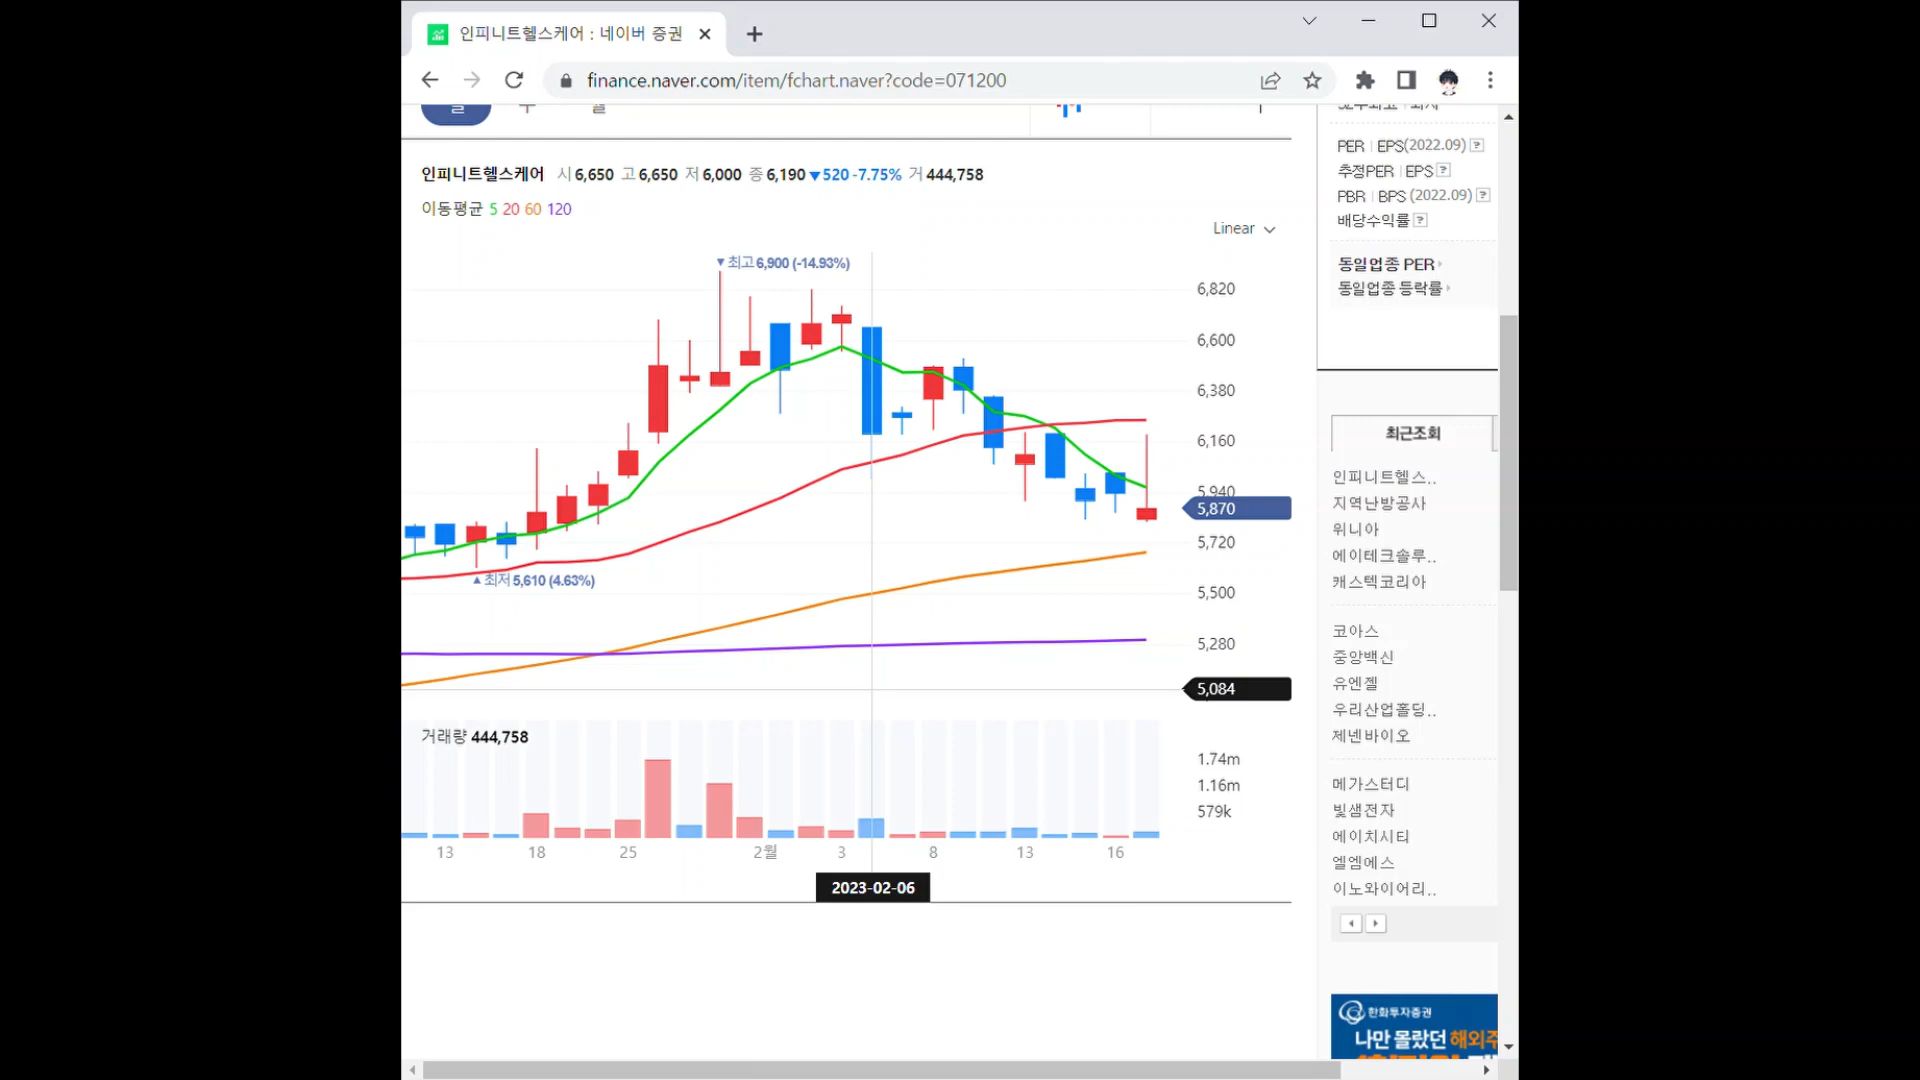 인피니트헬스케어 : 네이버 증권
finance.naver.com/item/fchart.naver?code=071200
인피니트헬스케어 시 6,650 고 6,650 저 6,000 종 6,190 ▼520 -7.75% 거 444,758
이동평균 5 20 60 120
Linear
▼최고 6,900 (-14.93%)
▲최저 5,610 (4.63%)
6,820
6,600
6,380
6,160
5,940
5,870
5,720
5,500
5,280
5,084
거래량 444,758
1.74m
1.16m
579k
13 18 25 2월 3 8 13 16
2023-02-06
PER | EPS(2022.09) ?
추정PER | EPS ?
PBR | BPS (2022.09) ?
배당수익률 ?
동일업종 PER
동일업종 등락률
최근조회
인피니트헬스..
지역난방공사
위니아
에이테크솔루..
캐스텍코리아
코아스
중앙백신
유엔젤
우리산업홀딩..
제넨바이오
메가스터디
빛샘전자
에이치시티
엘엠에스
이노와이어리..
한화투자증권
나만 몰랐던 해외주